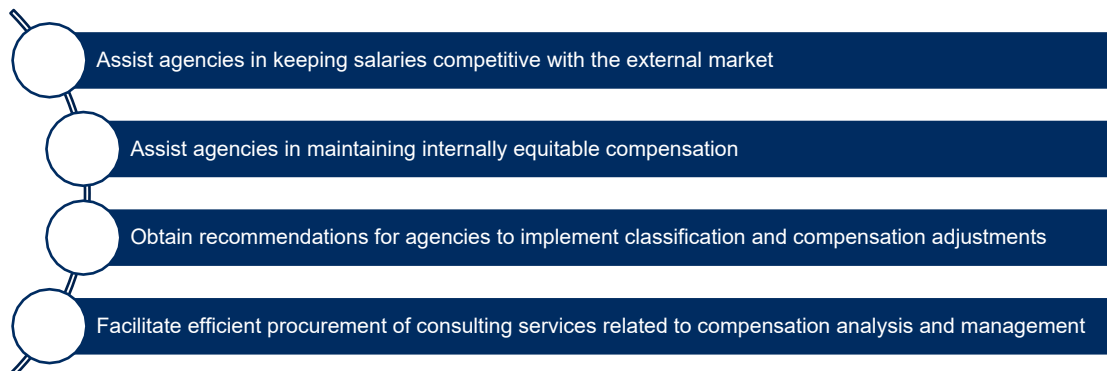 Assist agencies in keeping salaries competitive with the external market
Assist agencies in maintaining internally equitable compensation
Obtain recommendations for agencies to implement classification and compensation adjustments
Facilitate efficient procurement of consulting services related to compensation analysis and management